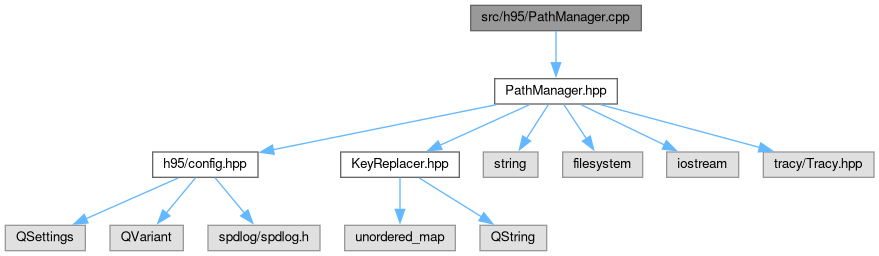 src/h95/PathManager.cpp
PathManager.hpp
h95/config.hpp
KeyReplacer.hpp
string
filesystem
iostream
tracy/Tracy.hpp
QSettings
QVariant
spdlog/spdlog.h
unordered_map
QString